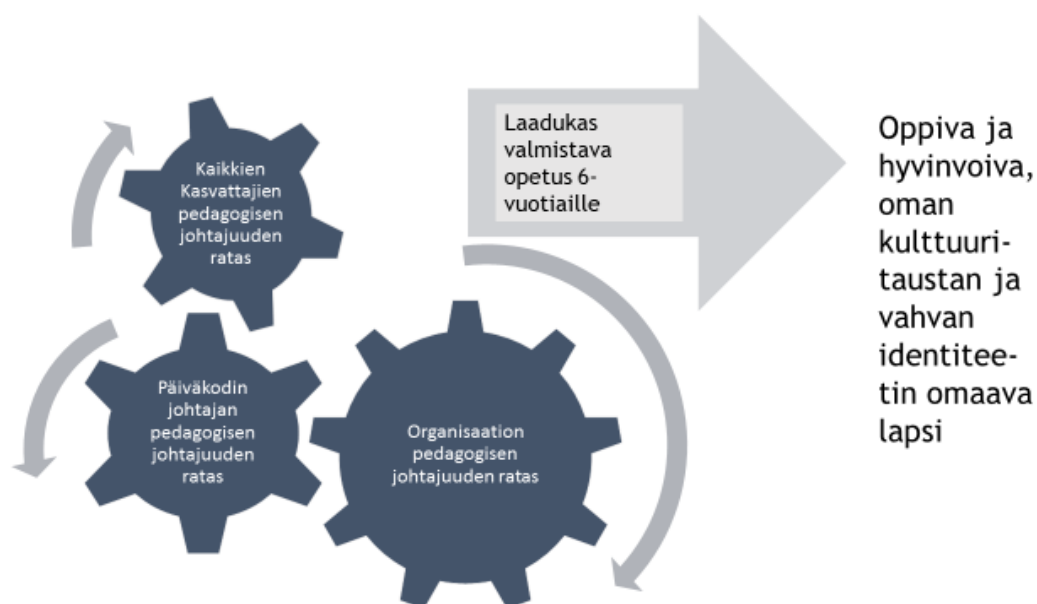 Kaikkien
Kasvattajien
pedagogisen
johtajuuden
ratas
Päiväkodin
johtajan
pedagogisen
johtajuuden
ratas
Organisaation
pedagogisen
johtajuuden ratas
Laadukas
valmistava
opetus 6-
vuotiaille
Oppiva ja
hyvinvoiva,
oman
kulttuuri-
taustan ja
vahvan
identitee-
tin omaava
lapsi